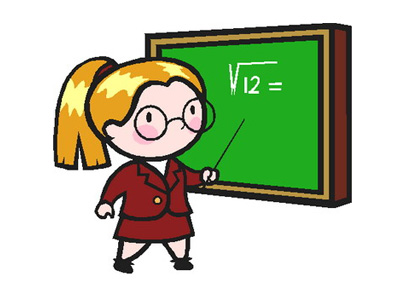 √12 =